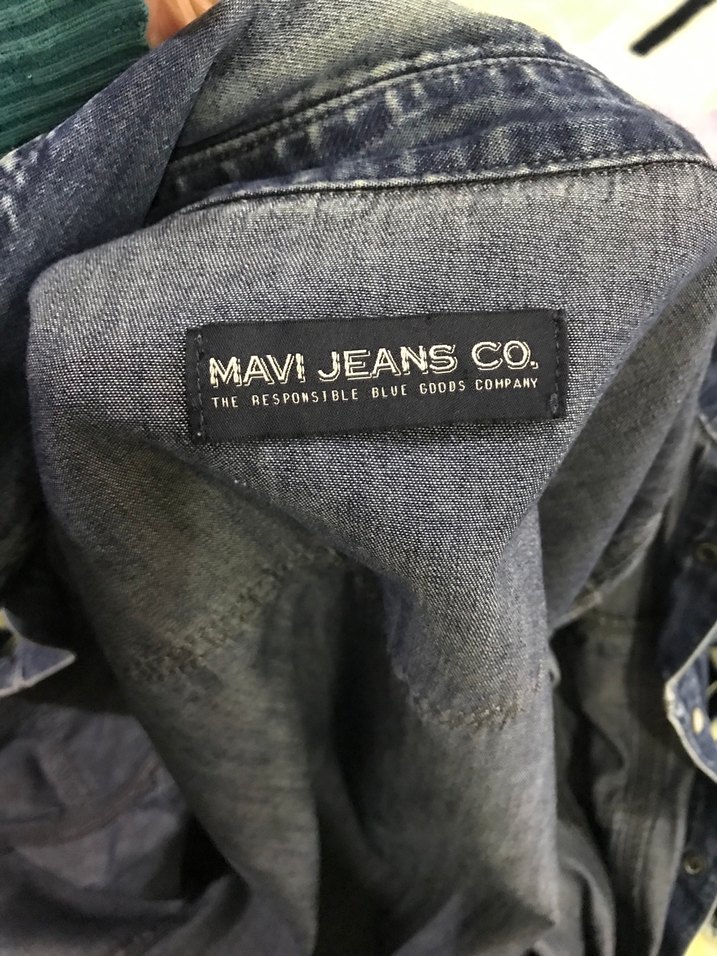 MAVI JEANS CO.
THE RESPONSIBLE BLUE GOODS COMPANY